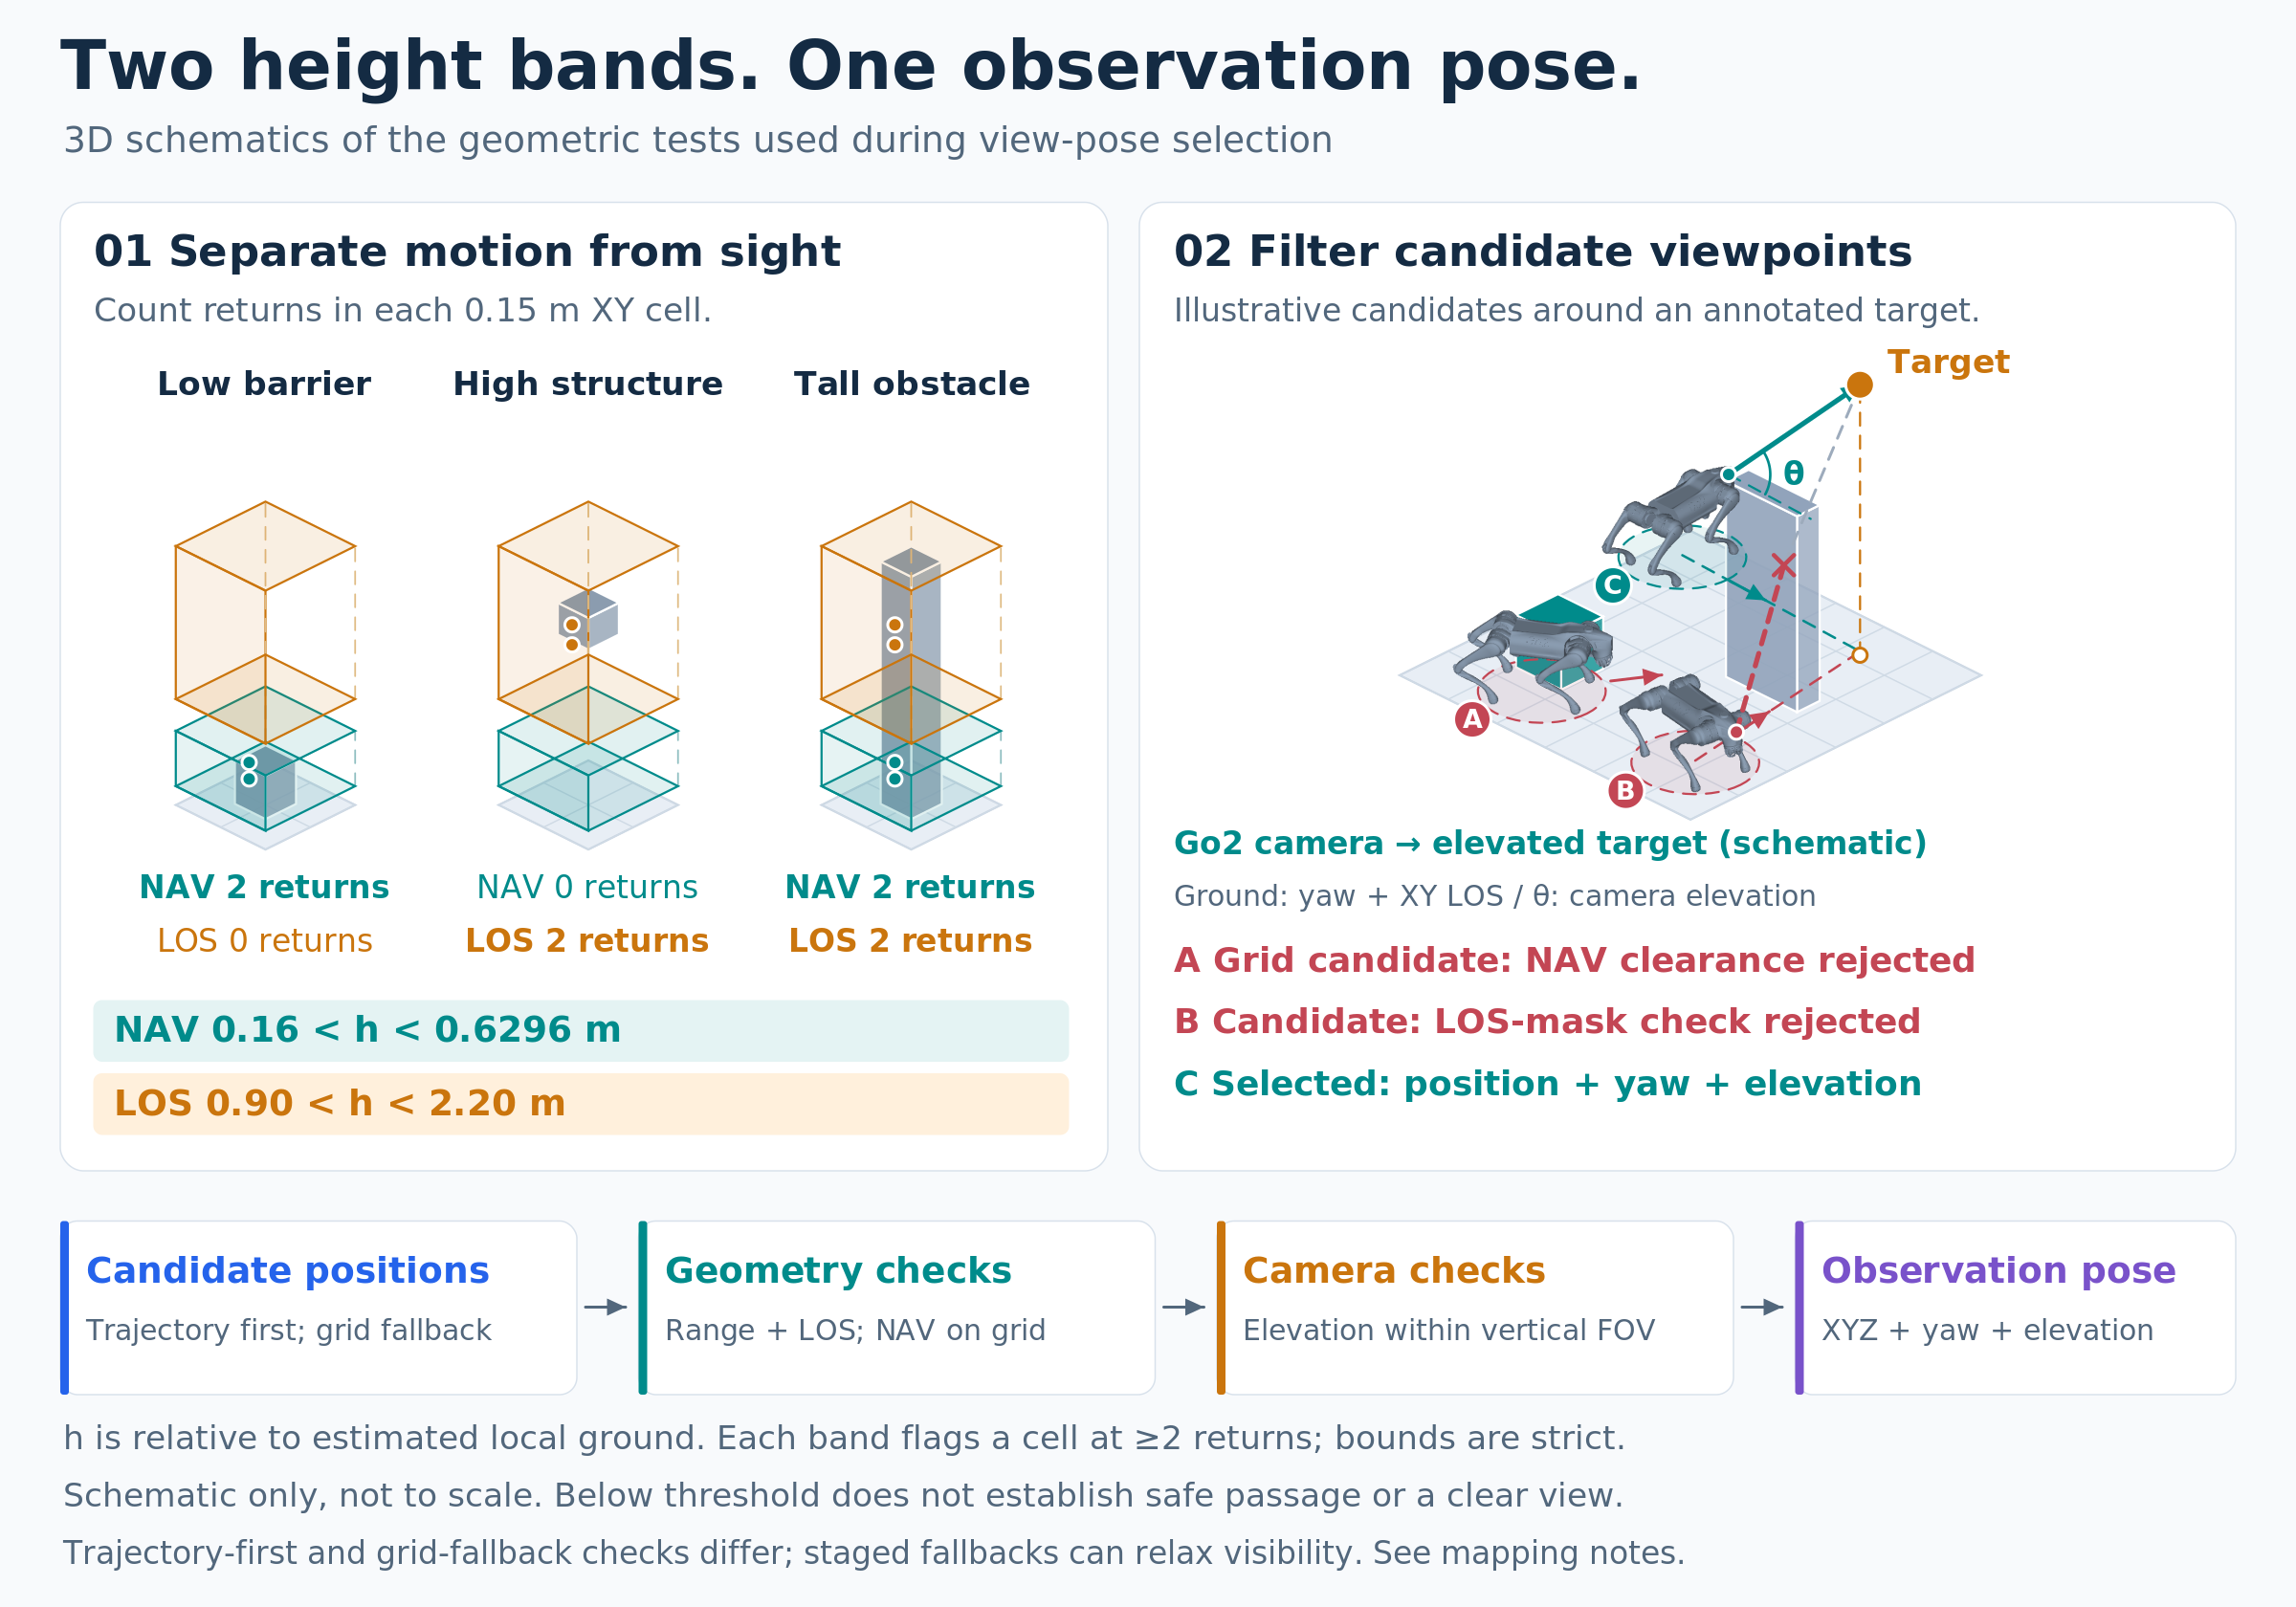 Two height bands. One observation pose.
3D schematics of the geometric tests used during view-pose selection
01 Separate motion from sight
Count returns in each 0.15 m XY cell.
Low barrier
High structure
Tall obstacle
NAV 2 returns
LOS 0 returns
NAV 0 returns
LOS 2 returns
NAV 2 returns
LOS 2 returns
NAV 0.16 < h < 0.6296 m
LOS 0.90 < h < 2.20 m
02 Filter candidate viewpoints
Illustrative candidates around an annotated target.
Target
θ
C
A
B
Go2 camera → elevated target (schematic)
Ground: yaw + XY LOS / θ: camera elevation
A Grid candidate: NAV clearance rejected
B Candidate: LOS-mask check rejected
C Selected: position + yaw + elevation
Candidate positions
Trajectory first; grid fallback
Geometry checks
Range + LOS; NAV on grid
Camera checks
Elevation within vertical FOV
Observation pose
XYZ + yaw + elevation
h is relative to estimated local ground. Each band flags a cell at ≥2 returns; bounds are strict.
Schematic only, not to scale. Below threshold does not establish safe passage or a clear view.
Trajectory-first and grid-fallback checks differ; staged fallbacks can relax visibility. See mapping notes.